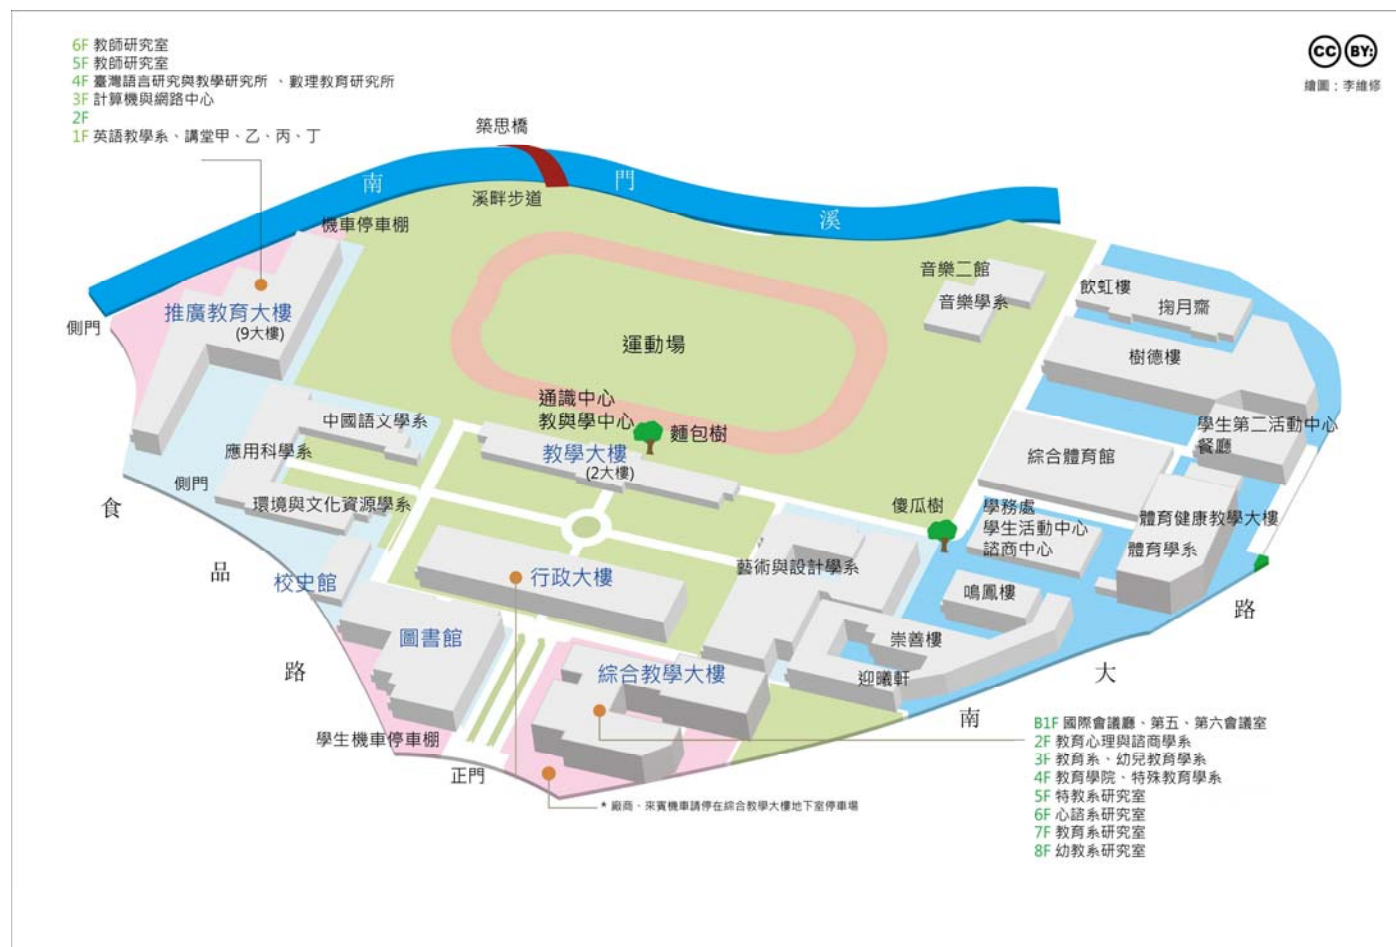 6F 教師研究室
5F 教師研究室
4F 臺灣語言研究與教學研究所 、數理教育研究所
3F 計算機與網路中心
2F
1F 英語教學系、講堂甲、乙、丙、丁
CC BY:
繪圖：李維修
築思橋
南
門
溪
溪畔步道
機車停車棚
推廣教育大樓
(9大樓)
側門
音樂二館
音樂學系
飲虹樓
掬月齋
樹德樓
運動場
通識中心
教與學中心
麵包樹
教學大樓
(2大樓)
中國語文學系
應用科學系
側門
環境與文化資源學系
學生第二活動中心
餐廳
綜合體育館
傻瓜樹
學務處
學生活動中心
諮商中心
體育健康教學大樓
體育學系
食
品
路
校史館
行政大樓
藝術與設計學系
鳴鳳樓
圖書館
綜合教學大樓
崇善樓
迎曦軒
南
大
路
學生機車停車棚
正門
* 廠商、來賓機車請停在綜合教學大樓地下室停車場
B1F 國際會議廳、第五、第六會議室
2F 教育心理與諮商學系
3F 教育系、幼兒教育學系
4F 教育學院、特殊教育學系
5F 特教系研究室
6F 心諮系研究室
7F 教育系研究室
8F 幼教系研究室